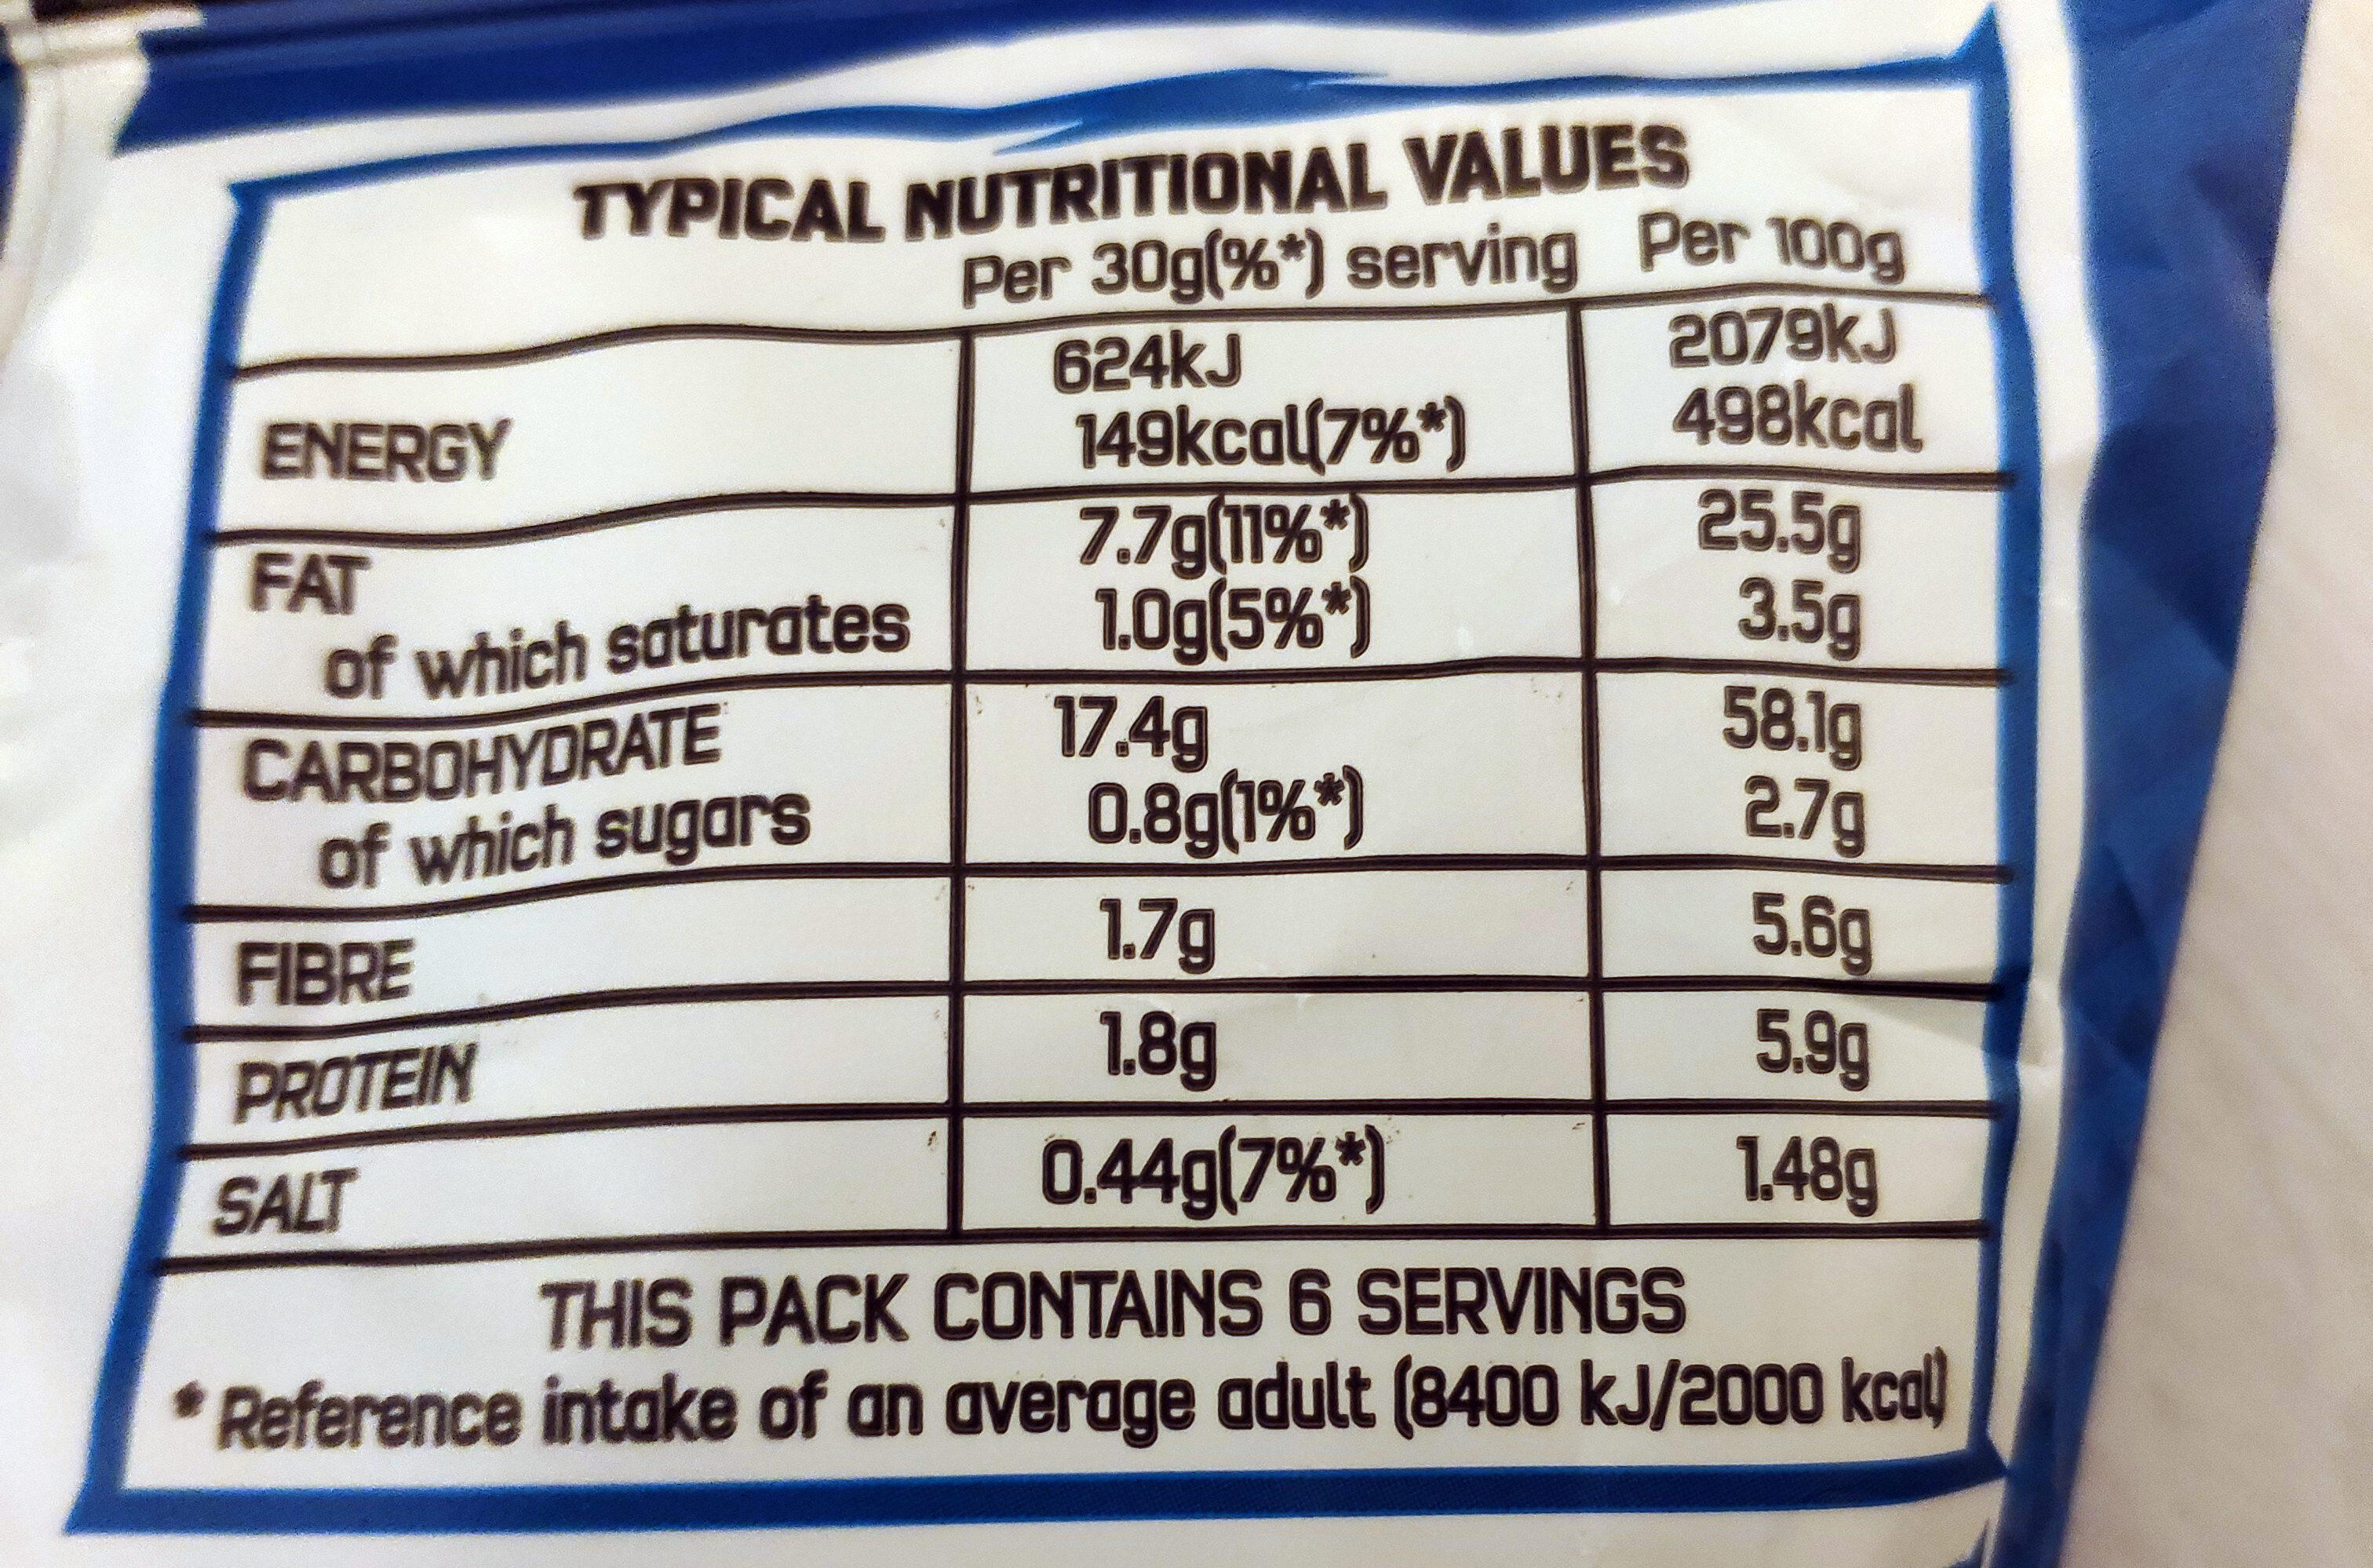 TYPICAL NUTRITIONAL VALUES
Per 30g(%*) serving Per 100g
624kJ 2079kJ
ENERGY 149kcal(7%*) 498kcal
FAT 7.7g(11%*) 25.5g
of which saturates 1.0g(5%*) 3.5g
CARBOHYDRATE 17.4g 58.1g
of which sugars 0.8g(1%*) 2.7g
FIBRE 1.7g 5.6g
PROTEIN 1.8g 5.9g
SALT 0.44g(7%*) 1.48g
THIS PACK CONTAINS 6 SERVINGS
* Reference intake of an average adult (8400 kJ/2000 kcal)